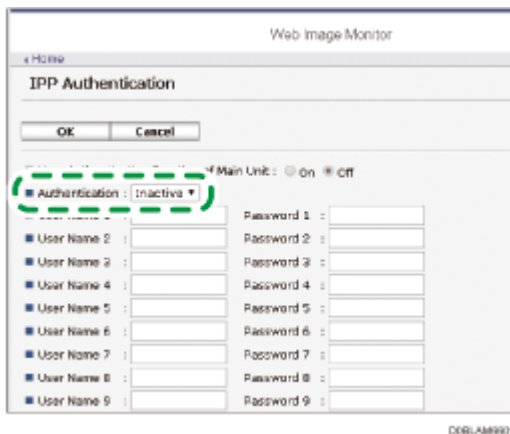 Web Image Monitor
Home
IPP Authentication
OK Cancel
of Main Unit : On Off
Authentication : Inactive
Password 1 :
User Name 2 : Password 2 :
User Name 3 : Password 3 :
User Name 4 : Password 4 :
User Name 5 : Password 5 :
User Name 6 : Password 6 :
User Name 7 : Password 7 :
User Name 8 : Password 8 :
User Name 9 : Password 9 :